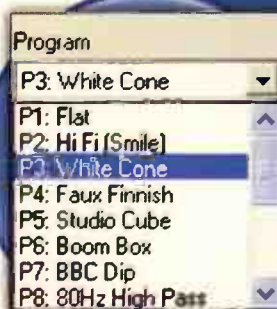 Program
P3: White Cone
P1: Flat
P2: Hi Fi [Smile]
P3: White Cone
P4: Faux Finnish
P5: Studio Cube
P6: Boom Box
P7: BBC Dip
P8: 80Hz High Pass